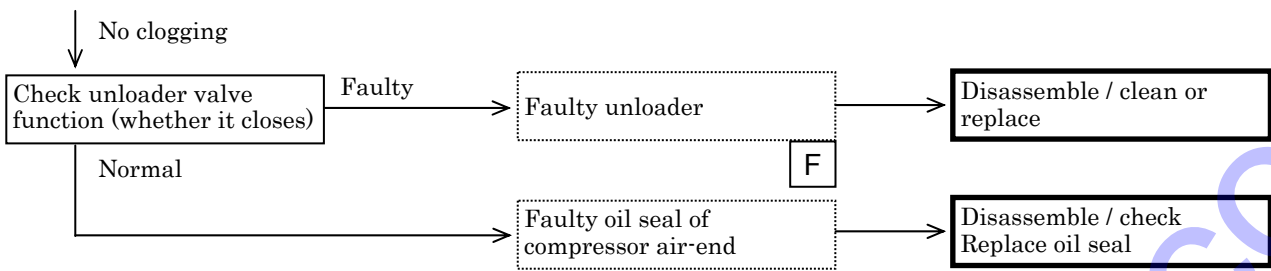 No clogging
Check unloader valve
function (whether it closes)
Faulty
Faulty unloader
Disassemble / clean or
replace
F
Normal
Faulty oil seal of
compressor air-end
Disassemble / check
Replace oil seal